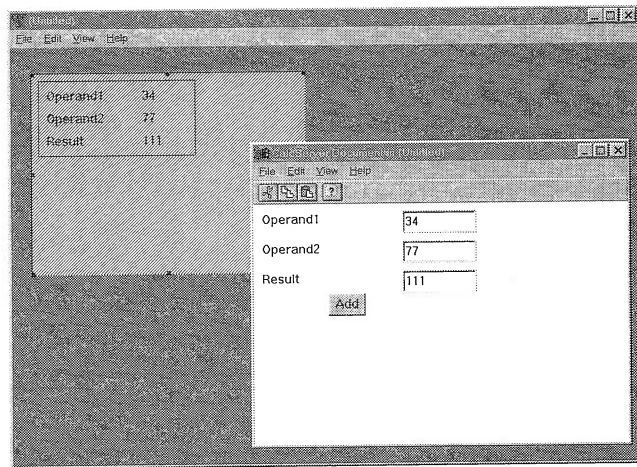 (Untitled)
File Edit View Help
Operand1 34
Operand2 77
Result 111
File Edit View Help
?
Operand1 34
Operand2 77
Result 111
Add